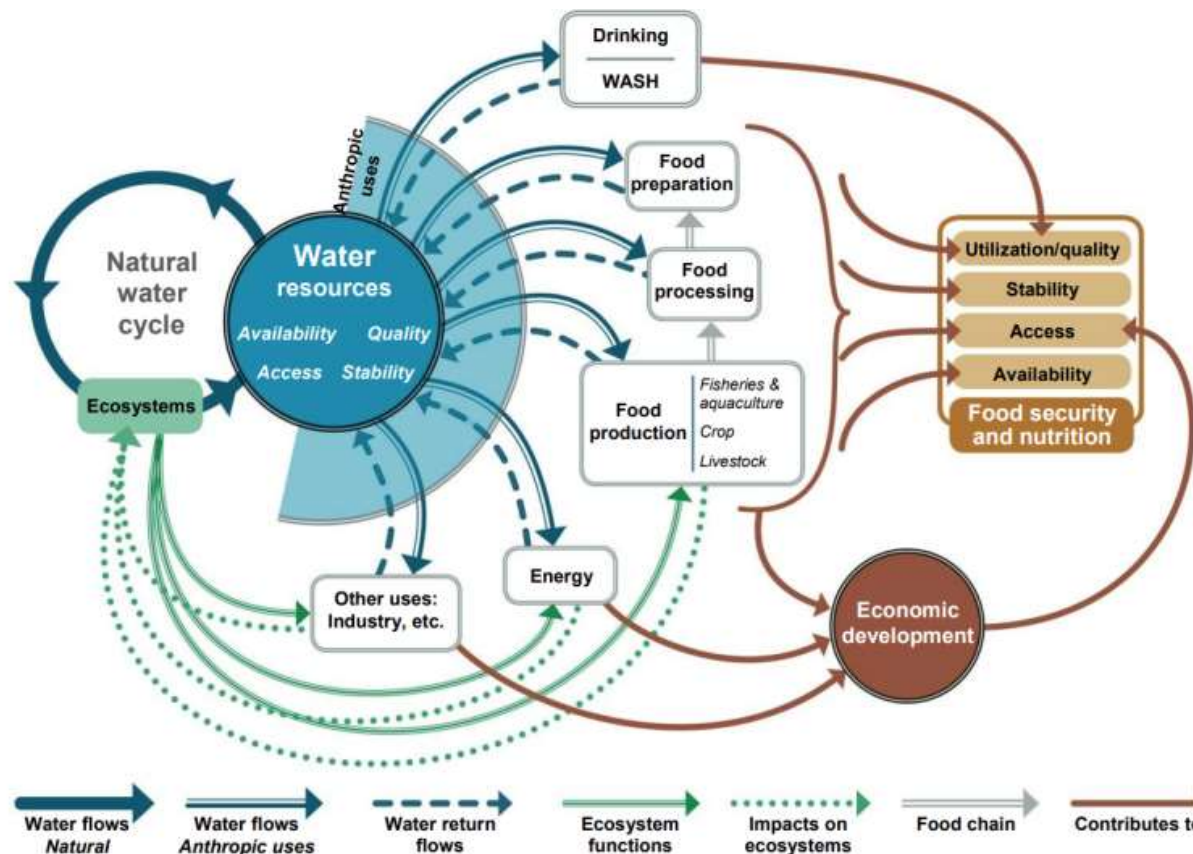 Drinking
WASH
Anthropic
uses
Food
preparation
Natural
water
cycle
Water
resources
Availability Quality
Access Stability
Food
processing
Utilization/quality
Stability
Access
Availability
Food security
and nutrition
Ecosystems
Food
production
Fisheries &
aquaculture
Crop
Livestock
Other uses:
Industry, etc.
Energy
Economic
development
Water flows
Natural
Water flows
Anthropic uses
Water return
flows
Ecosystem
functions
Impacts on
ecosystems
Food chain
Contributes to